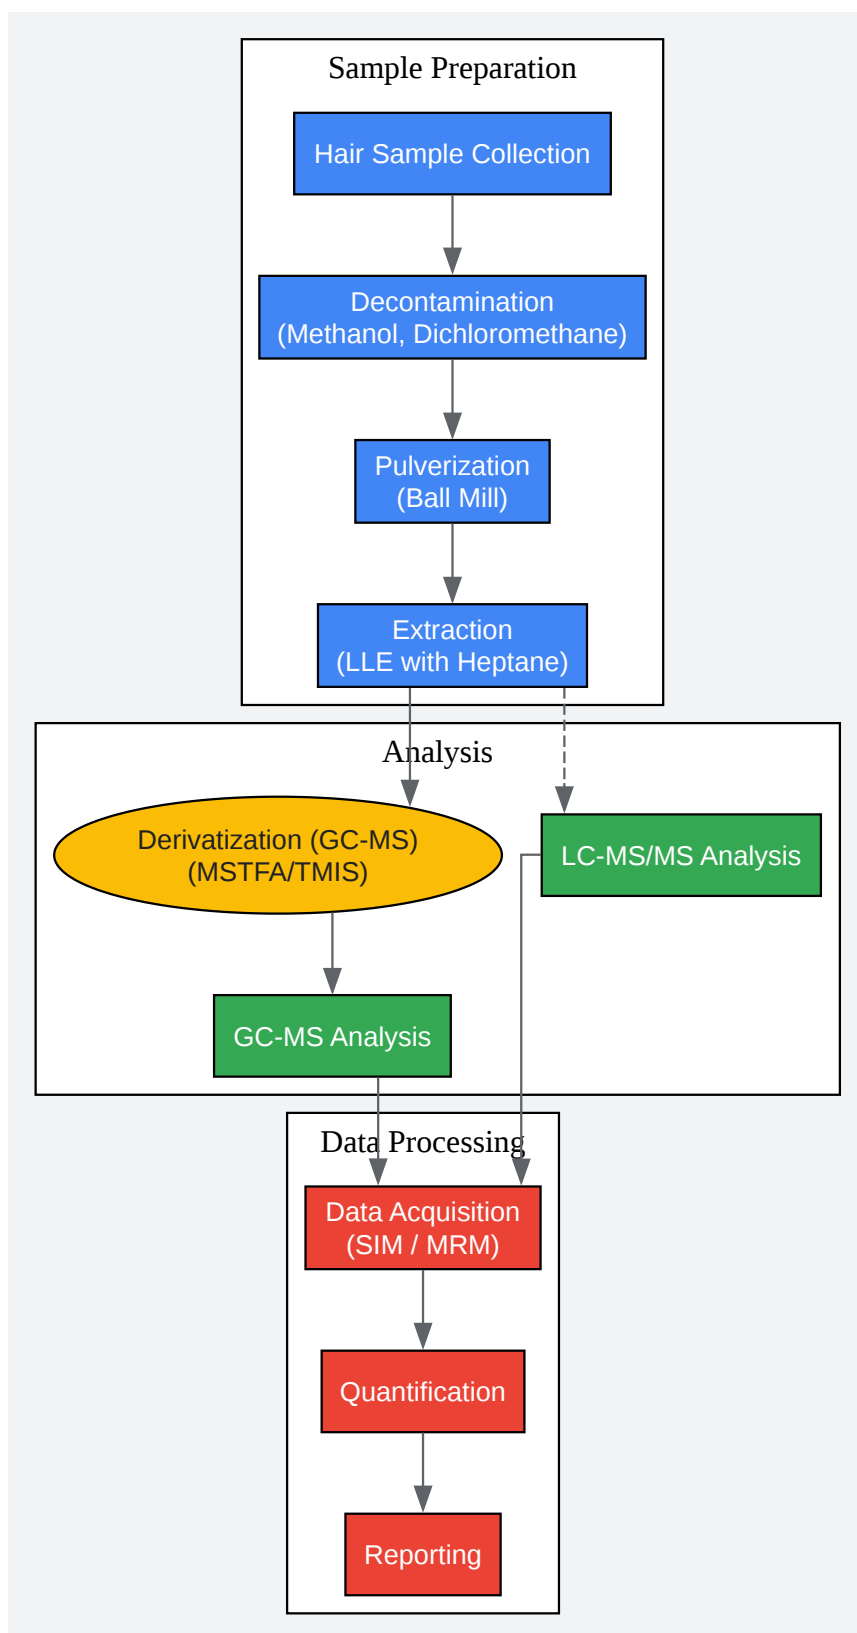 Sample Preparation
Hair Sample Collection
Decontamination
(Methanol, Dichloromethane)
Pulverization
(Ball Mill)
Extraction
(LLE with Heptane)
Analysis
Derivatization (GC-MS)
(MSTFA/TMIS)
LC-MS/MS Analysis
GC-MS Analysis
Data Processing
Data Acquisition
(SIM / MRM)
Quantification
Reporting